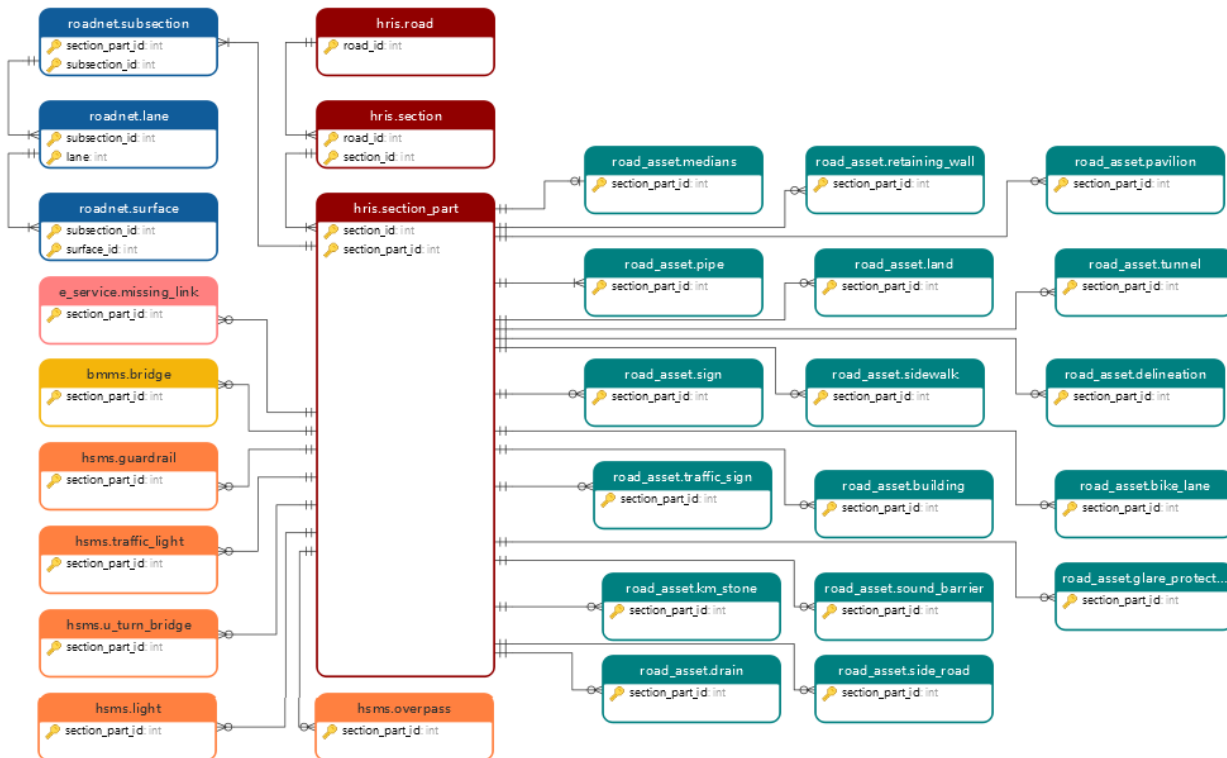 roadnet.subsection
section_part_id: int
subsection_id: int
hris.road
road_id: int
roadnet.lane
subsection_id: int
lane: int
hris.section
road_id: int
section_id: int
road_asset.medians
section_part_id: int
road_asset.retaining_wall
section_part_id: int
road_asset.pavilion
section_part_id: int
roadnet.surface
subsection_id: int
surface_id: int
hris.section_part
section_id: int
section_part_id: int
road_asset.pipe
section_part_id: int
road_asset.land
section_part_id: int
road_asset.tunnel
section_part_id: int
e_service.missing_link
section_part_id: int
bmms.bridge
section_part_id: int
road_asset.sign
section_part_id: int
road_asset.sidewalk
section_part_id: int
road_asset.delineation
section_part_id: int
hsms.guardrail
section_part_id: int
road_asset.traffic_sign
section_part_id: int
road_asset.building
section_part_id: int
road_asset.bike_lane
section_part_id: int
hsms.traffic_light
section_part_id: int
road_asset.km_stone
section_part_id: int
road_asset.sound_barrier
section_part_id: int
road_asset.glare_protect...
section_part_id: int
hsms.u_turn_bridge
section_part_id: int
road_asset.drain
section_part_id: int
road_asset.side_road
section_part_id: int
hsms.light
section_part_id: int
hsms.overpass
section_part_id: int